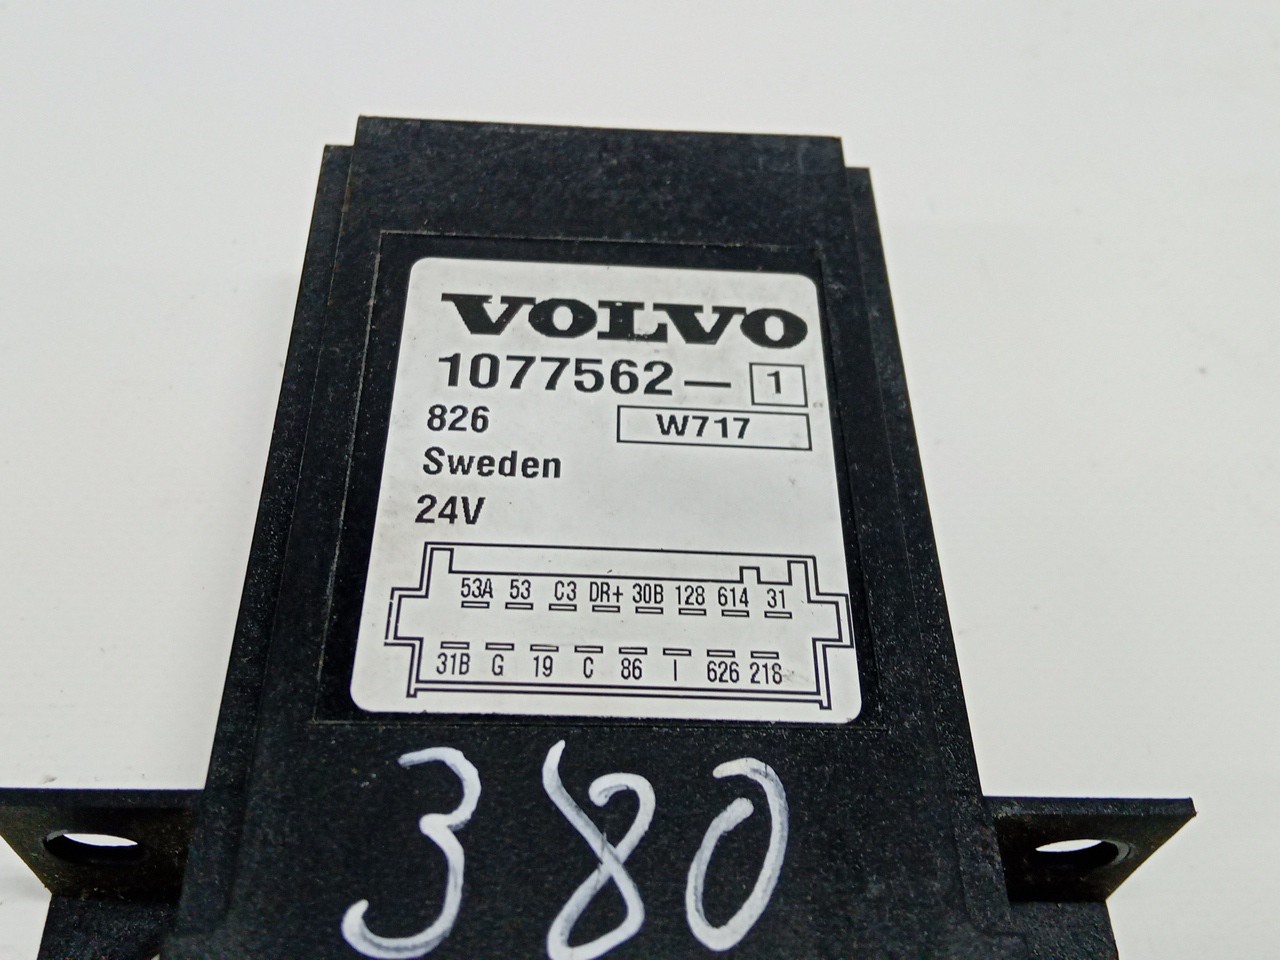 VOLVO
1077562— 1
826 W717
Sweden
24V
53A 53 C3 DR+ 30B 128 614 31
31B G 19 C 86 I 626 218
380